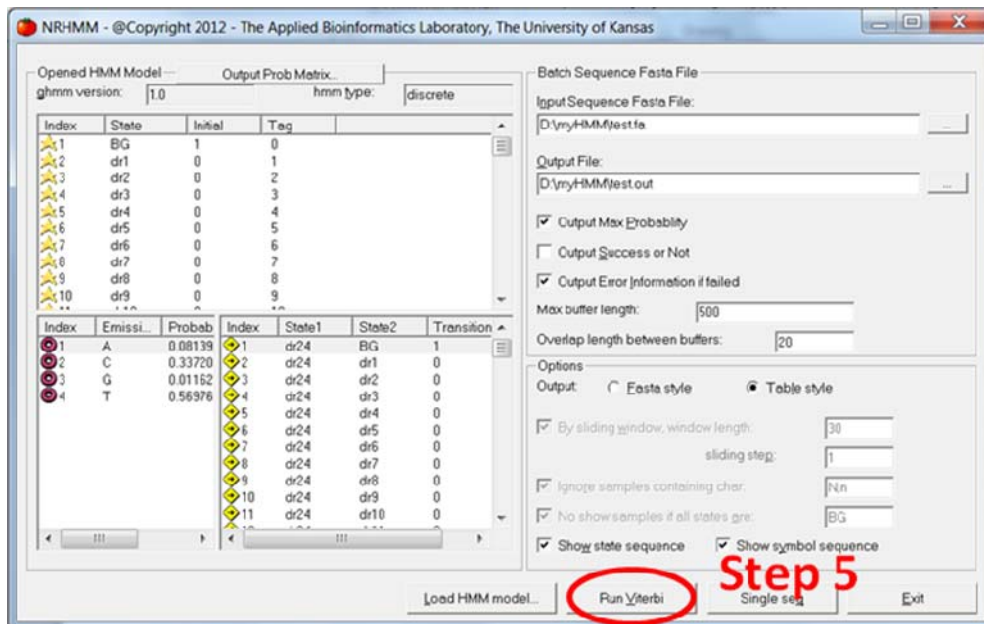 NRHMM - @Copyright 2012 - The Applied Bioinformatics Laboratory, The University of Kansas
Opened HMM Model
Output Prob Matrix...
ghmm version: 1.0 hmm type: discrete
Index State Initial Tag
1 BG 1 0
2 dr1 0 1
3 dr2 0 2
4 dr3 0 3
5 dr4 0 4
6 dr5 0 5
7 dr6 0 6
8 dr7 0 7
9 dr8 0 8
10 dr9 0 9
Index Emissi... Probab
1 A 0.08139
2 C 0.33720
3 G 0.01162
4 T 0.56976
Index State1 State2 Transition
1 dr24 BG 1
2 dr24 dr1 0
3 dr24 dr2 0
4 dr24 dr3 0
5 dr24 dr4 0
6 dr24 dr5 0
7 dr24 dr6 0
8 dr24 dr7 0
9 dr24 dr8 0
10 dr24 dr9 0
11 dr24 dr10 0
Batch Sequence Fasta File
Input Sequence Fasta File:
D:\myHMM\test.fa
...
Output File:
D:\myHMM\test.out
...
Output Max Probablity
Output Success or Not
Output Error Information if failed
Max buffer length: 500
Overlap length between buffers: 20
Options
Output: Fasta style Table style
By sliding window, window length: 30
sliding step: 1
Ignore samples containing char: N:n
No show samples if all states are: BG
Show state sequence Show symbol sequence
Step 5
Load HMM model... Run Viterbi Single seq Exit